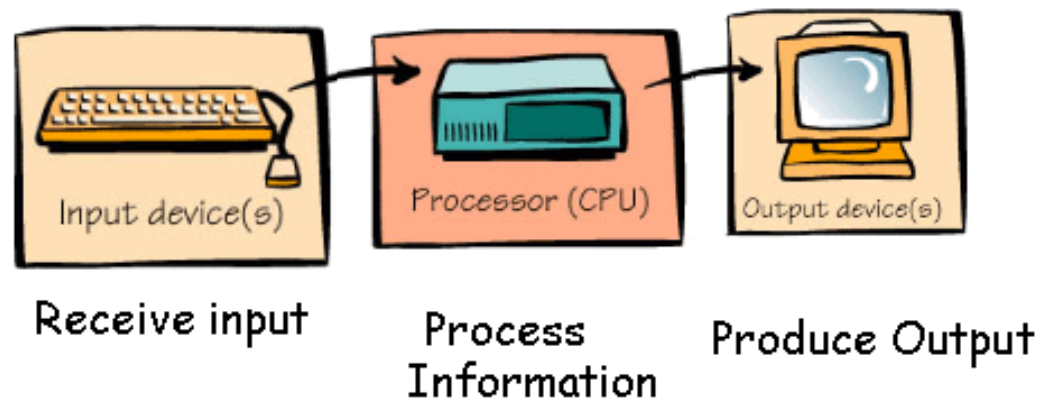 Input device(s)
Processor (CPU)
Output device(s)
Receive input
Process
Information
Produce Output